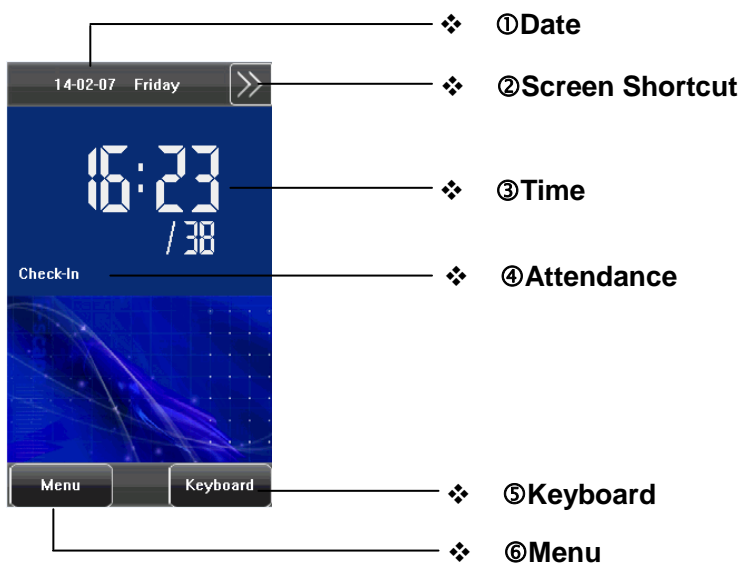 ❖ ①Date
14-02-07 Friday
❖ ②Screen Shortcut
16:23
❖ ③Time
/38
Check-In
❖ ④Attendance
Menu
Keyboard
❖ ⑤Keyboard
❖ ⑥Menu